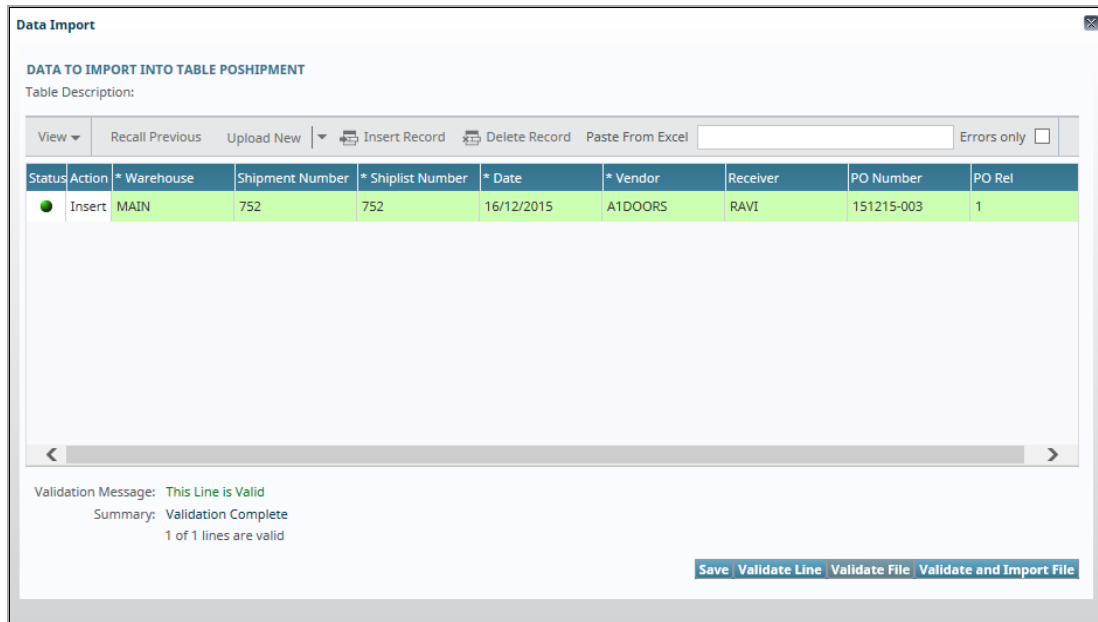 Data Import
DATA TO IMPORT INTO TABLE POSHIPMENT
Table Description:
View Recall Previous Upload New Insert Record Delete Record Paste From Excel Errors only
Status Action * Warehouse Shipment Number * Shiplist Number * Date * Vendor Receiver PO Number PO Rel
Insert MAIN 752 752 16/12/2015 A1DOORS RAVI 151215-003 1
Validation Message: This Line is Valid
Summary: Validation Complete
1 of 1 lines are valid
Save Validate Line Validate File Validate and Import File